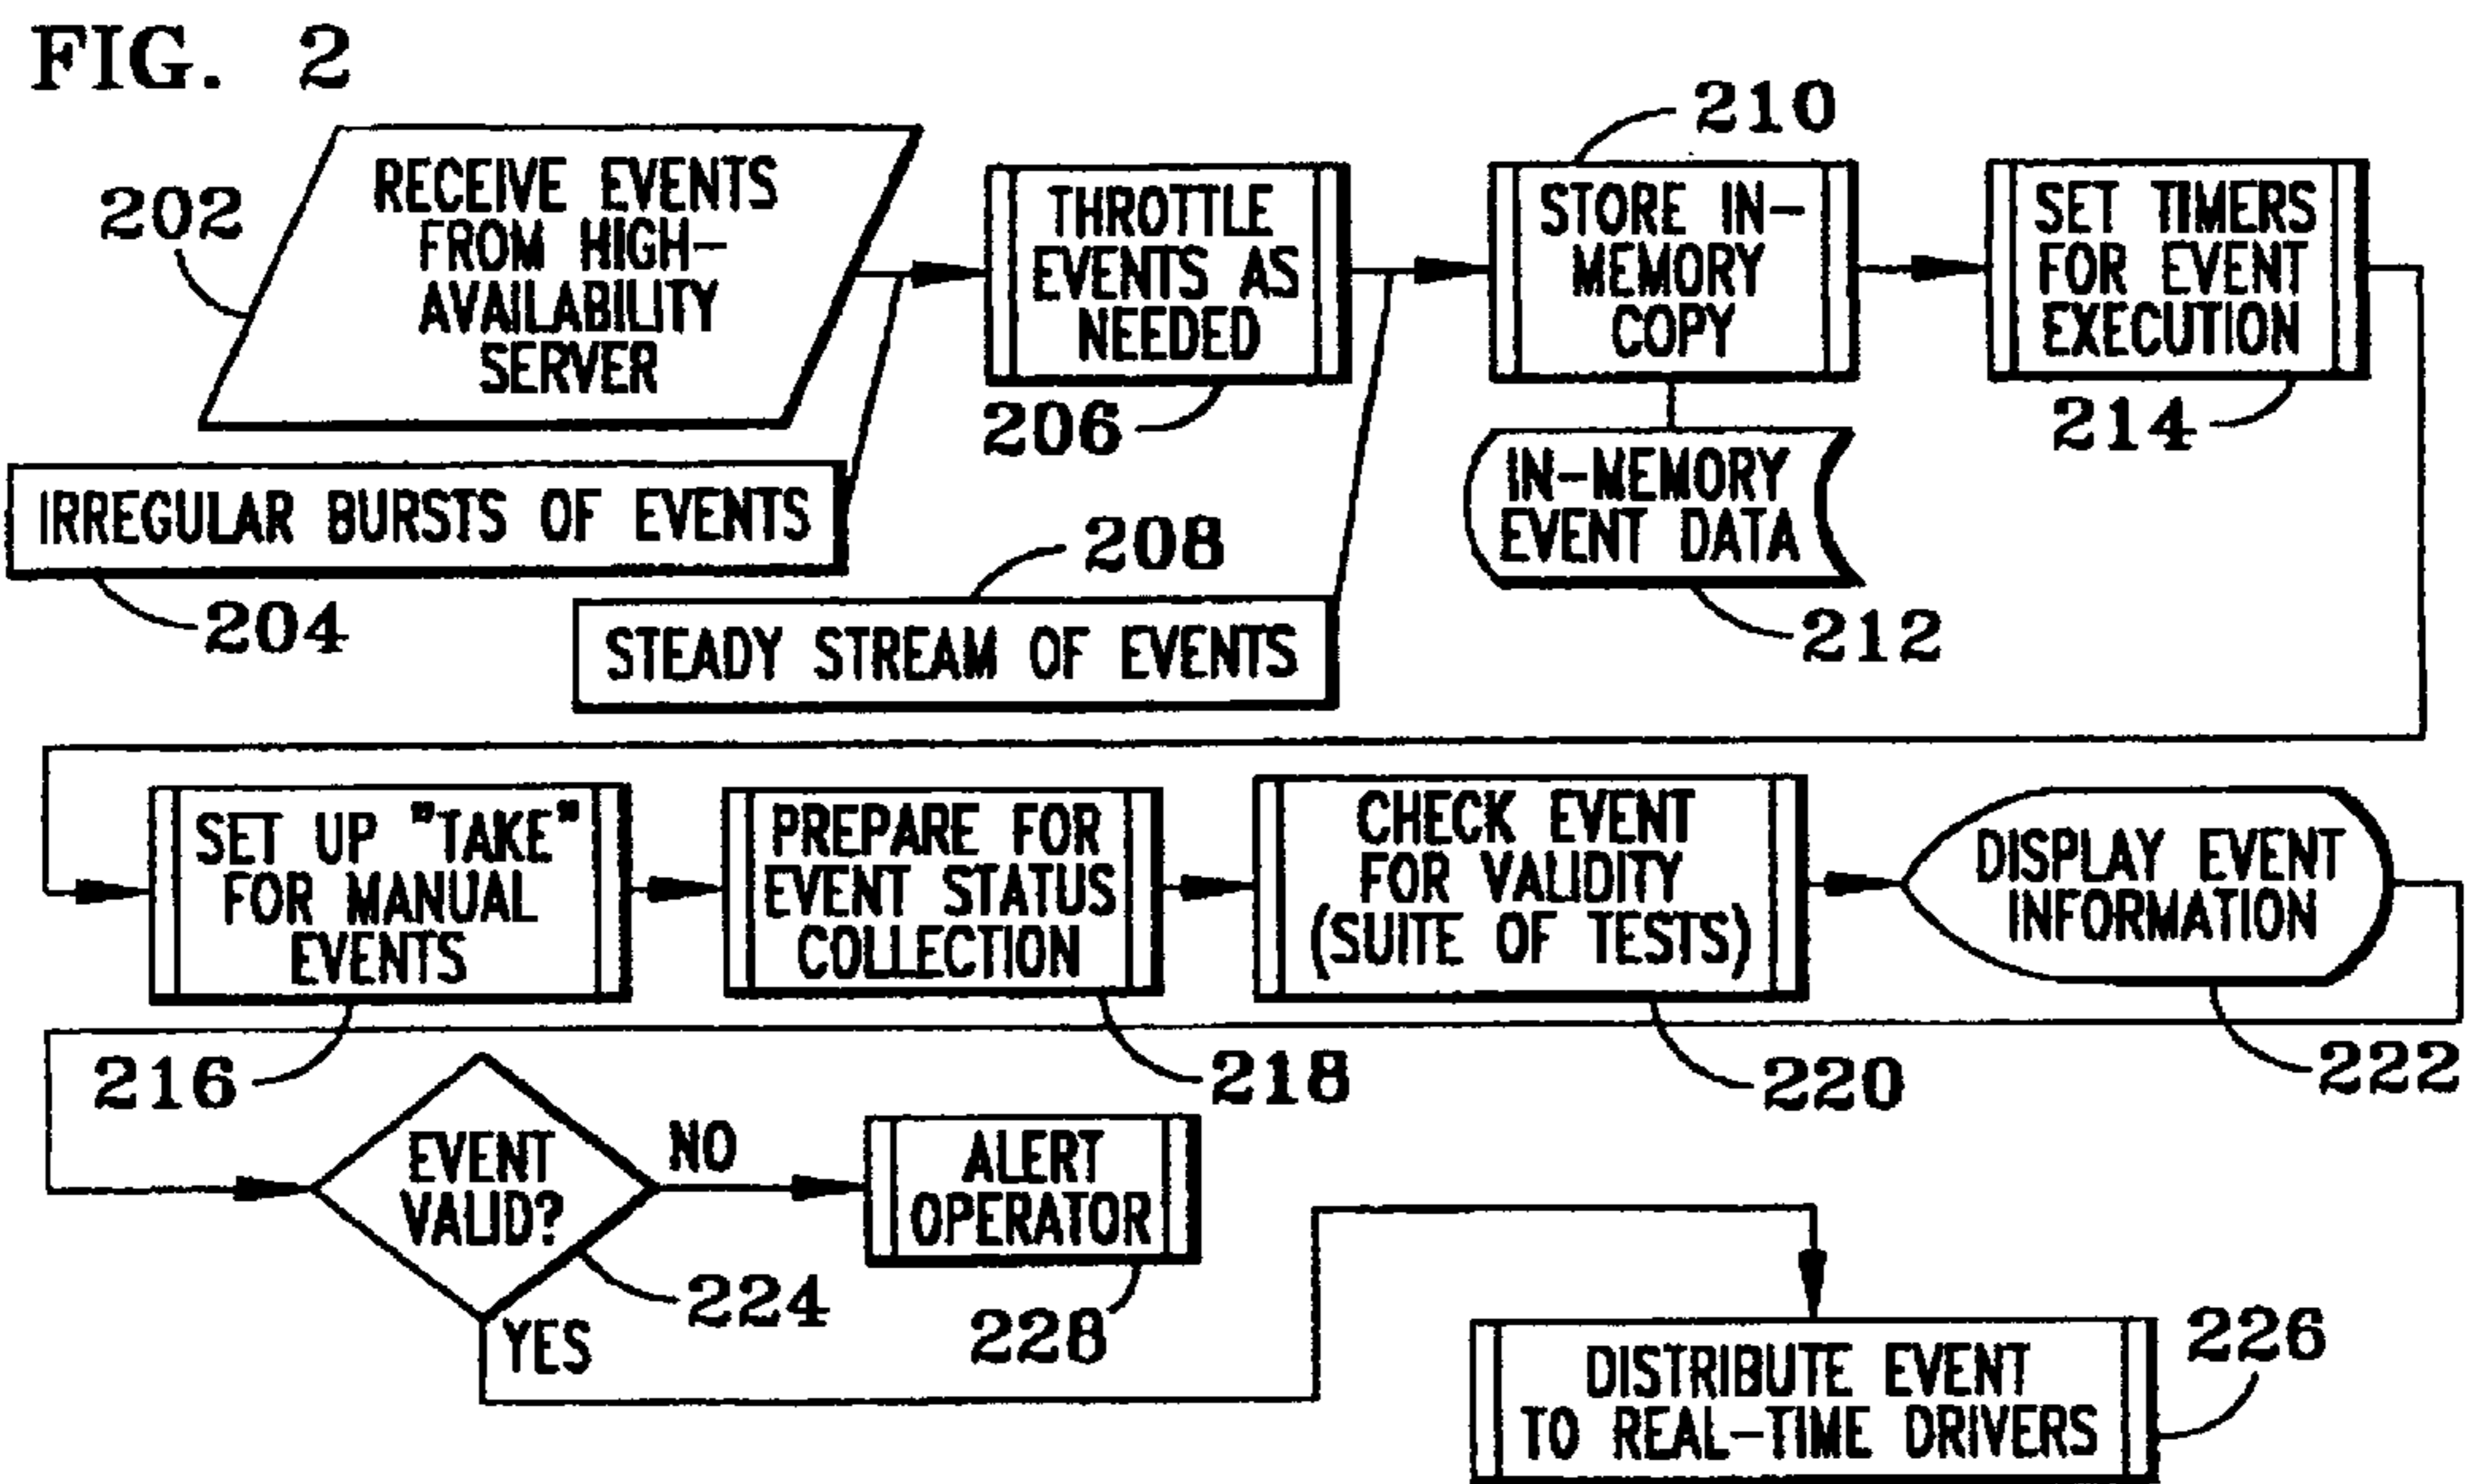 FIG. 2
RECEIVE EVENTS
FROM HIGH-
AVAILABILITY
SERVER
202
IRREGULAR BURSTS OF EVENTS
204
THROTTLE
EVENTS AS
NEEDED
206
STEADY STREAM OF EVENTS
208
STORE IN-
MEMORY
COPY
210
IN-MEMORY
EVENT DATA
212
SET TIMERS
FOR EVENT
EXECUTION
214
SET UP "TAKE"
FOR MANUAL
EVENTS
216
PREPARE FOR
EVENT STATUS
COLLECTION
218
CHECK EVENT
FOR VALIDITY
(SUITE OF TESTS)
220
DISPLAY EVENT
INFORMATION
222
EVENT
VALID?
224
NO
ALERT
OPERATOR
228
YES
DISTRIBUTE EVENT
TO REAL-TIME DRIVERS
226